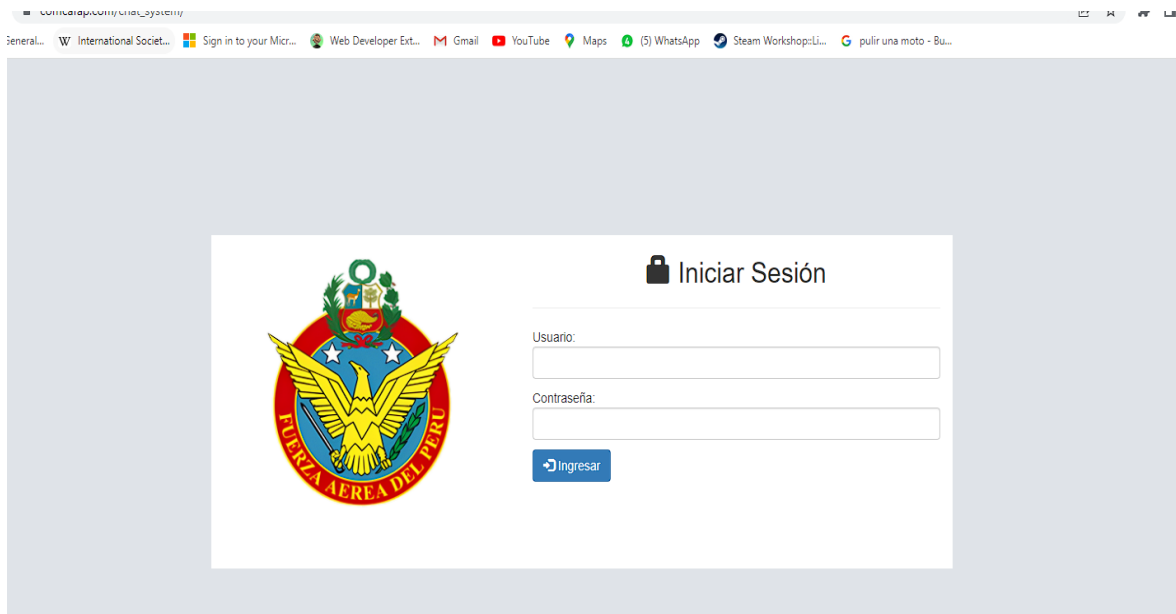 comcarap.com/chat_system/
General... W International Societ... Sign in to your Micr... Web Developer Ext... Gmail YouTube Maps (5) WhatsApp Steam Workshop::Li... G pulir una moto - Bu...
Iniciar Sesión
Usuario:
Contraseña:
Ingresar
FUERZA AEREA DEL PERU